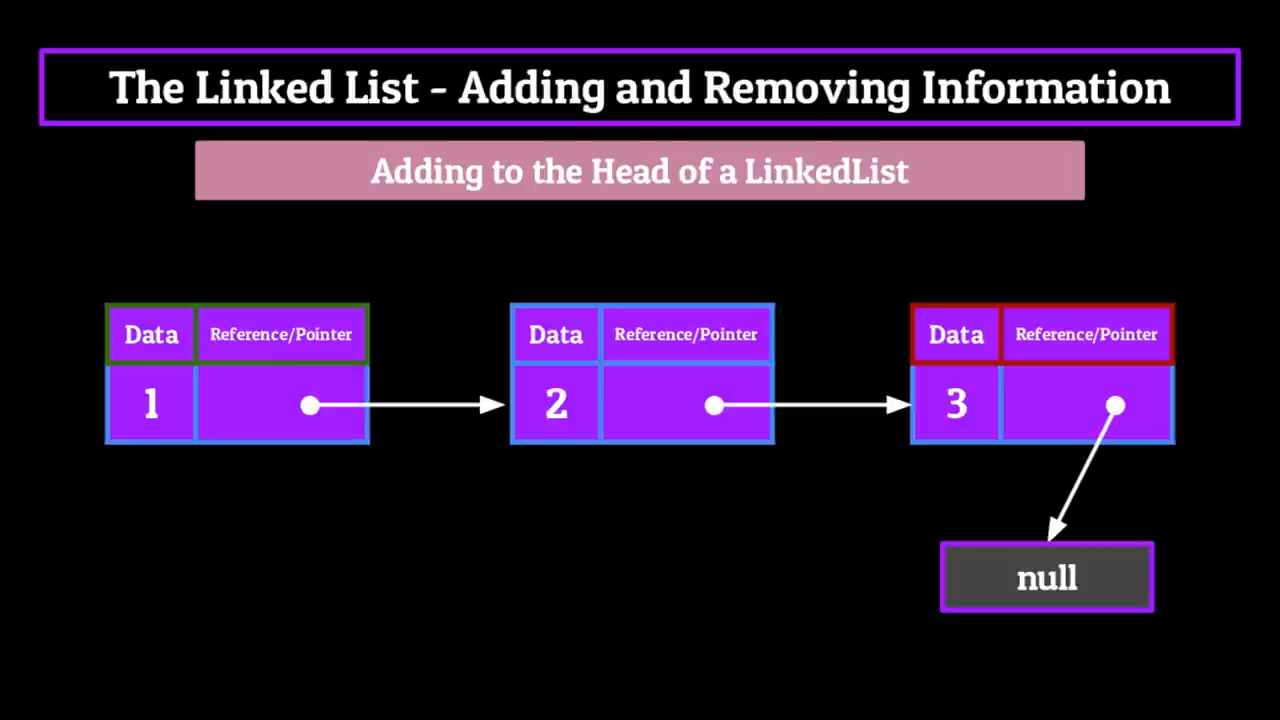 The Linked List - Adding and Removing Information
Adding to the Head of a LinkedList
Data Reference/Pointer Data Reference/Pointer Data Reference/Pointer
1 2 3
null